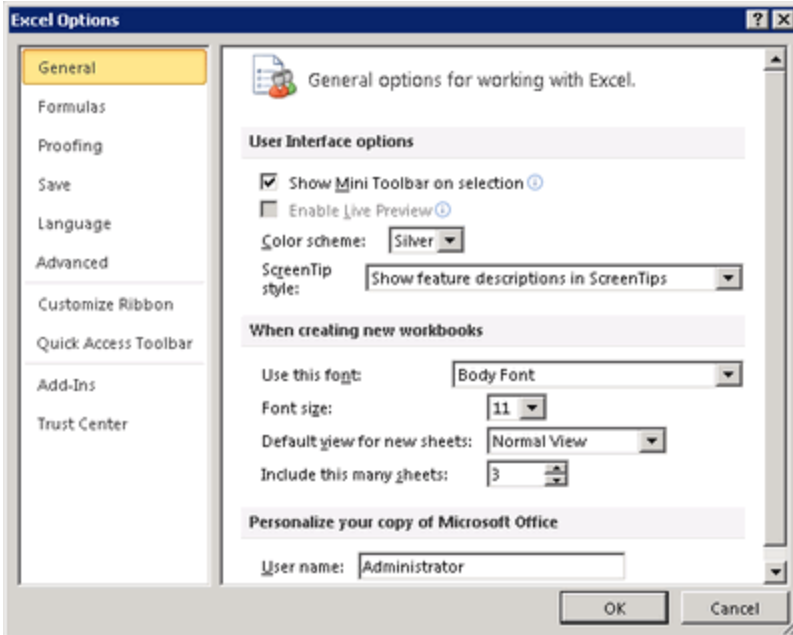 Excel Options
General
Formulas
Proofing
Save
Language
Advanced
Customize Ribbon
Quick Access Toolbar
Add-Ins
Trust Center
General options for working with Excel.
User Interface options
Show Mini Toolbar on selection
Enable Live Preview
Color scheme: Silver
ScreenTip style: Show feature descriptions in ScreenTips
When creating new workbooks
Use this font: Body Font
Font size: 11
Default view for new sheets: Normal View
Include this many sheets: 3
Personalize your copy of Microsoft Office
User name: Administrator
OK Cancel